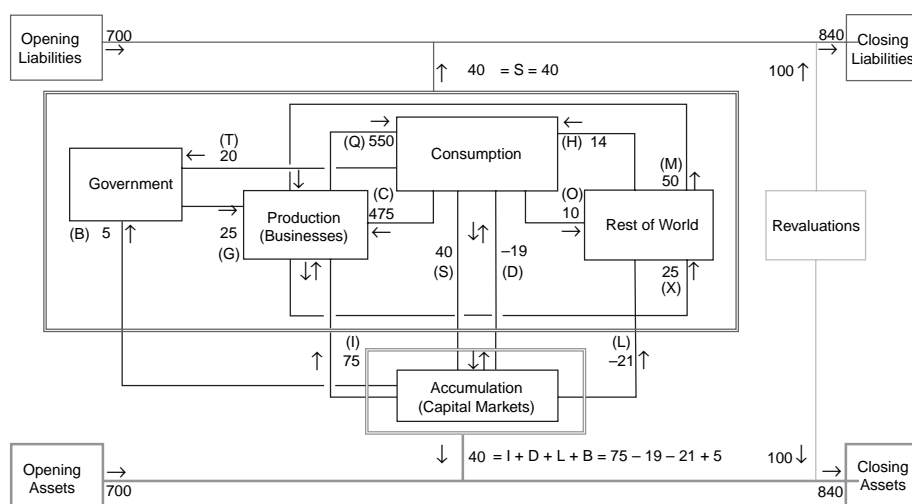 Opening
Liabilities
700
→
840
→
Closing
Liabilities
↑ 40 = S = 40
100 ↑
(T)
← 20
→
(Q) 550
Consumption
←
(H) 14
(M)
50 ↑
Government
↓
(C)
475
←
(O)
10
→
Production
(Businesses)
Rest of World
Revaluations
(B) 5 ↑
→
25
(G)
↓↑
40
(S)
↓↑
–19
(D)
25 ↑
(X)
(I)
↑ 75
↓↑
(L)
–21 ↑
Accumulation
(Capital Markets)
Opening
Assets
→
700
↓ 40 = I + D + L + B = 75 – 19 – 21 + 5
100 ↓
→
840
Closing
Assets